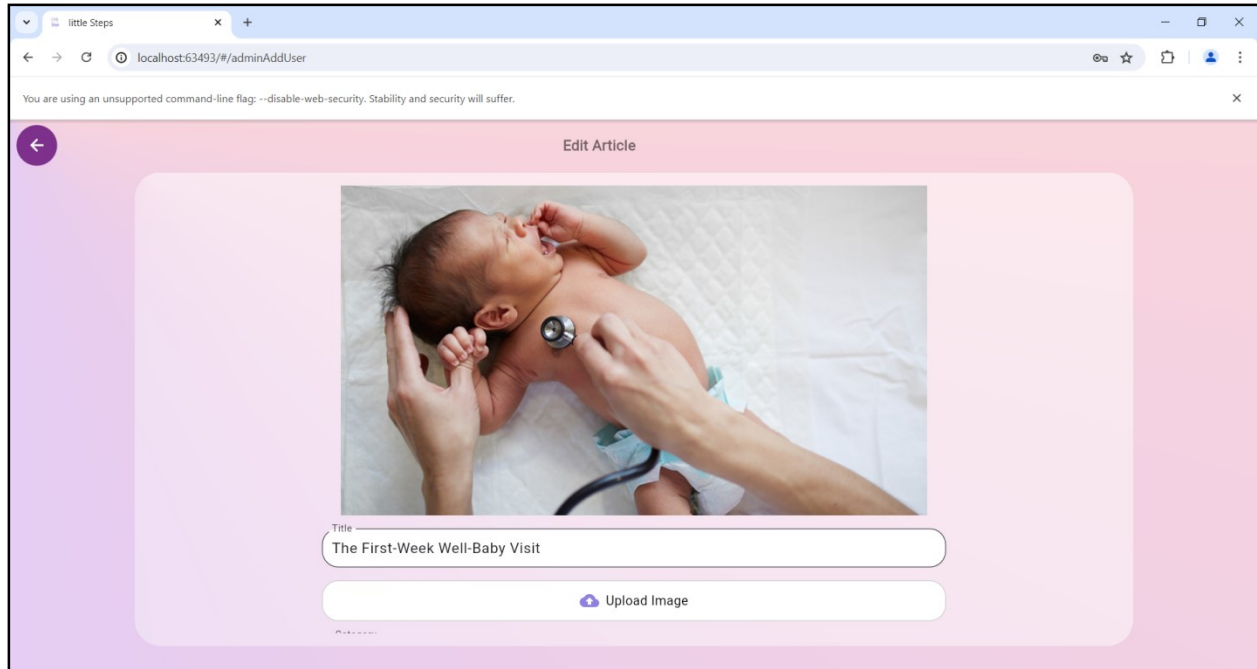 little Steps
localhost:63493/#/adminAddUser
You are using an unsupported command-line flag: --disable-web-security. Stability and security will suffer.
Edit Article
Title
The First-Week Well-Baby Visit
Upload Image
Category